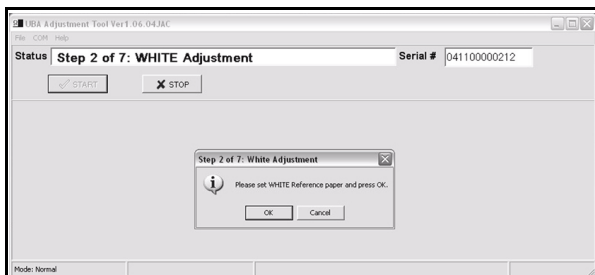 UBA Adjustment Tool Ver1.06.04JAC
File COM Help
Status Step 2 of 7: WHITE Adjustment Serial # 041100000212
START STOP
Step 2 of 7: White Adjustment
Please set WHITE Reference paper and press OK.
OK Cancel
Mode: Normal